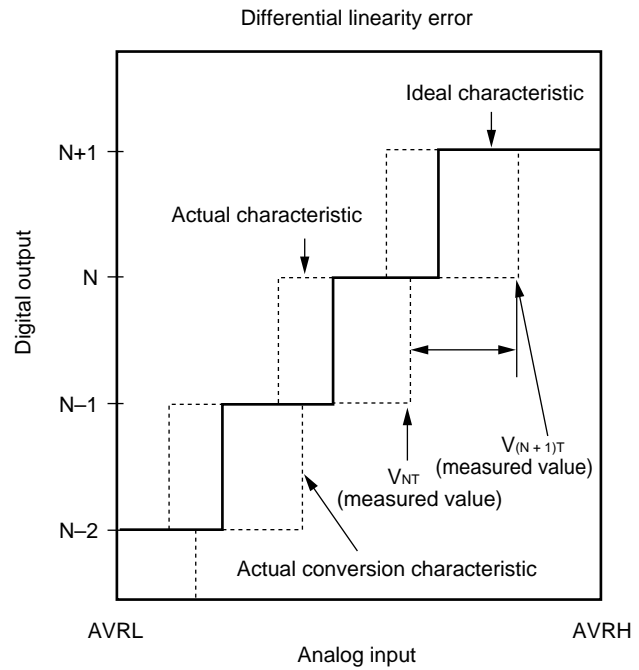 Differential linearity error
Ideal characteristic
N+1
Actual characteristic
N
Digital output
N–1
V(N + 1)T
(measured value)
VNT
(measured value)
N–2
Actual conversion characteristic
AVRL
AVRH
Analog input